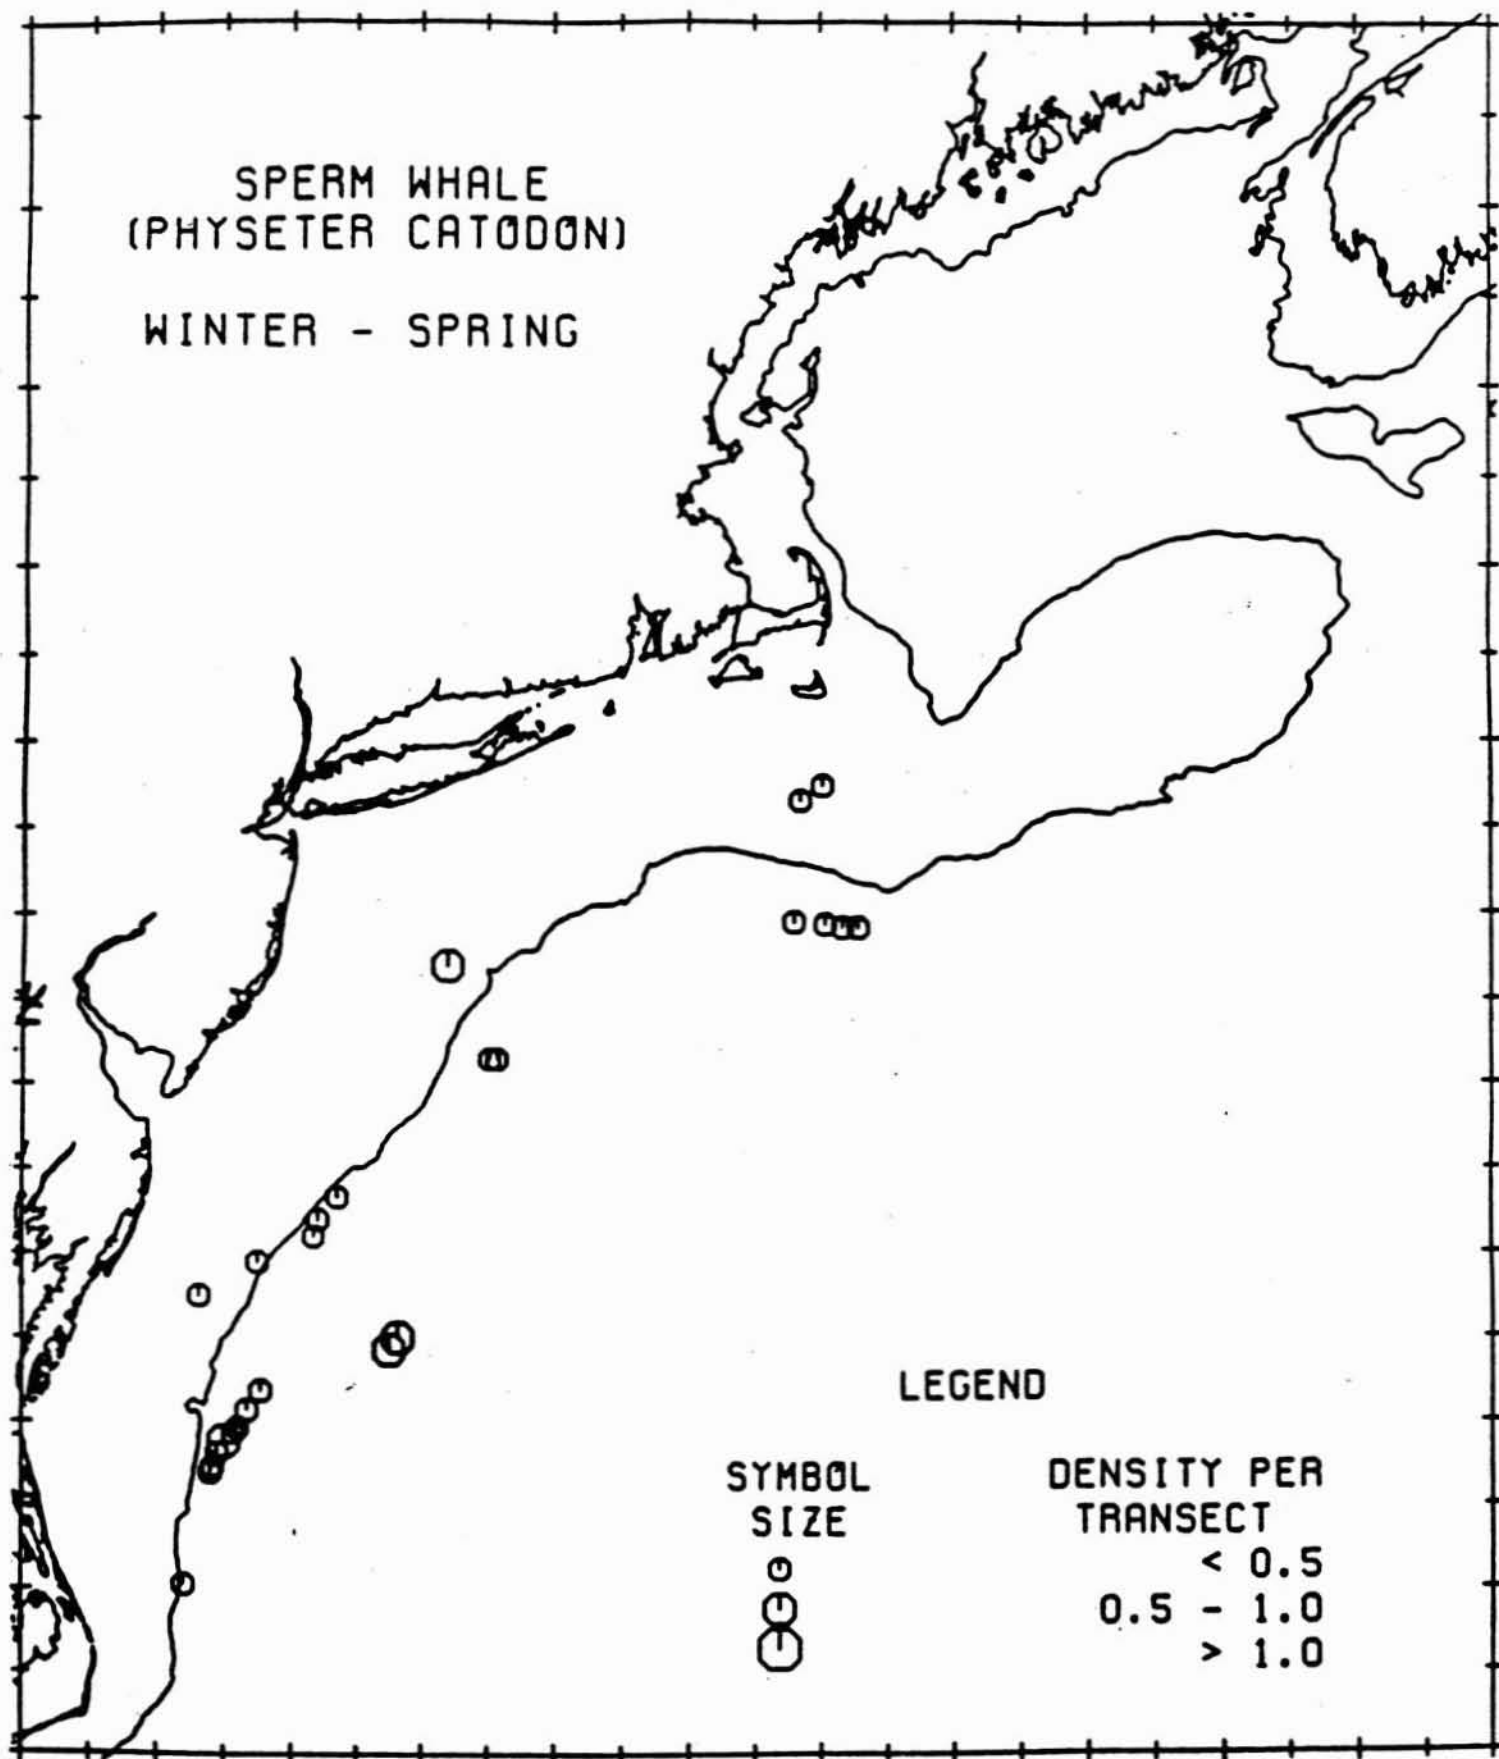 SPERM WHALE
(PHYSETER CATODON)
WINTER - SPRING
LEGEND
SYMBOL SIZE
DENSITY PER TRANSECT
< 0.5
0.5 - 1.0
> 1.0